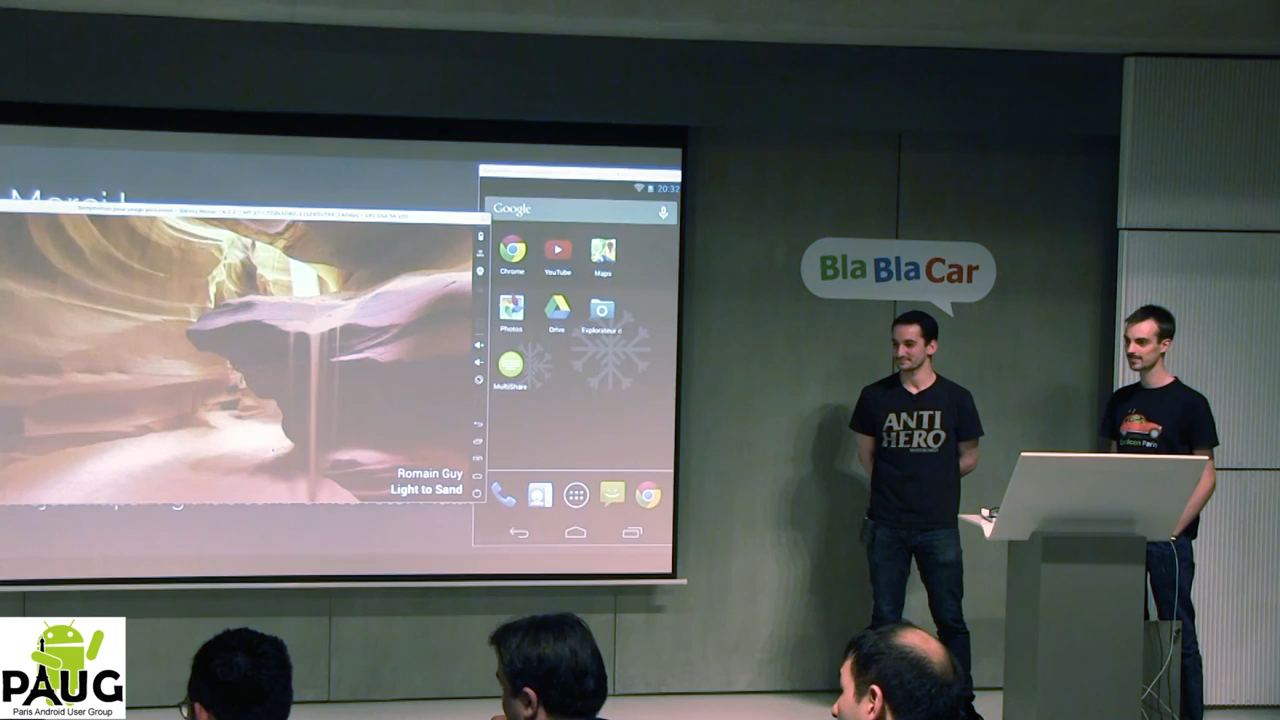 Merci !
20:32
Google
Chrome
YouTube
Maps
Photos
Drive
Explorateur d
MultiShare
Romain Guy
Light to Sand
Bla Bla Car
ANTI
HERO
PAUG
Paris Android User Group